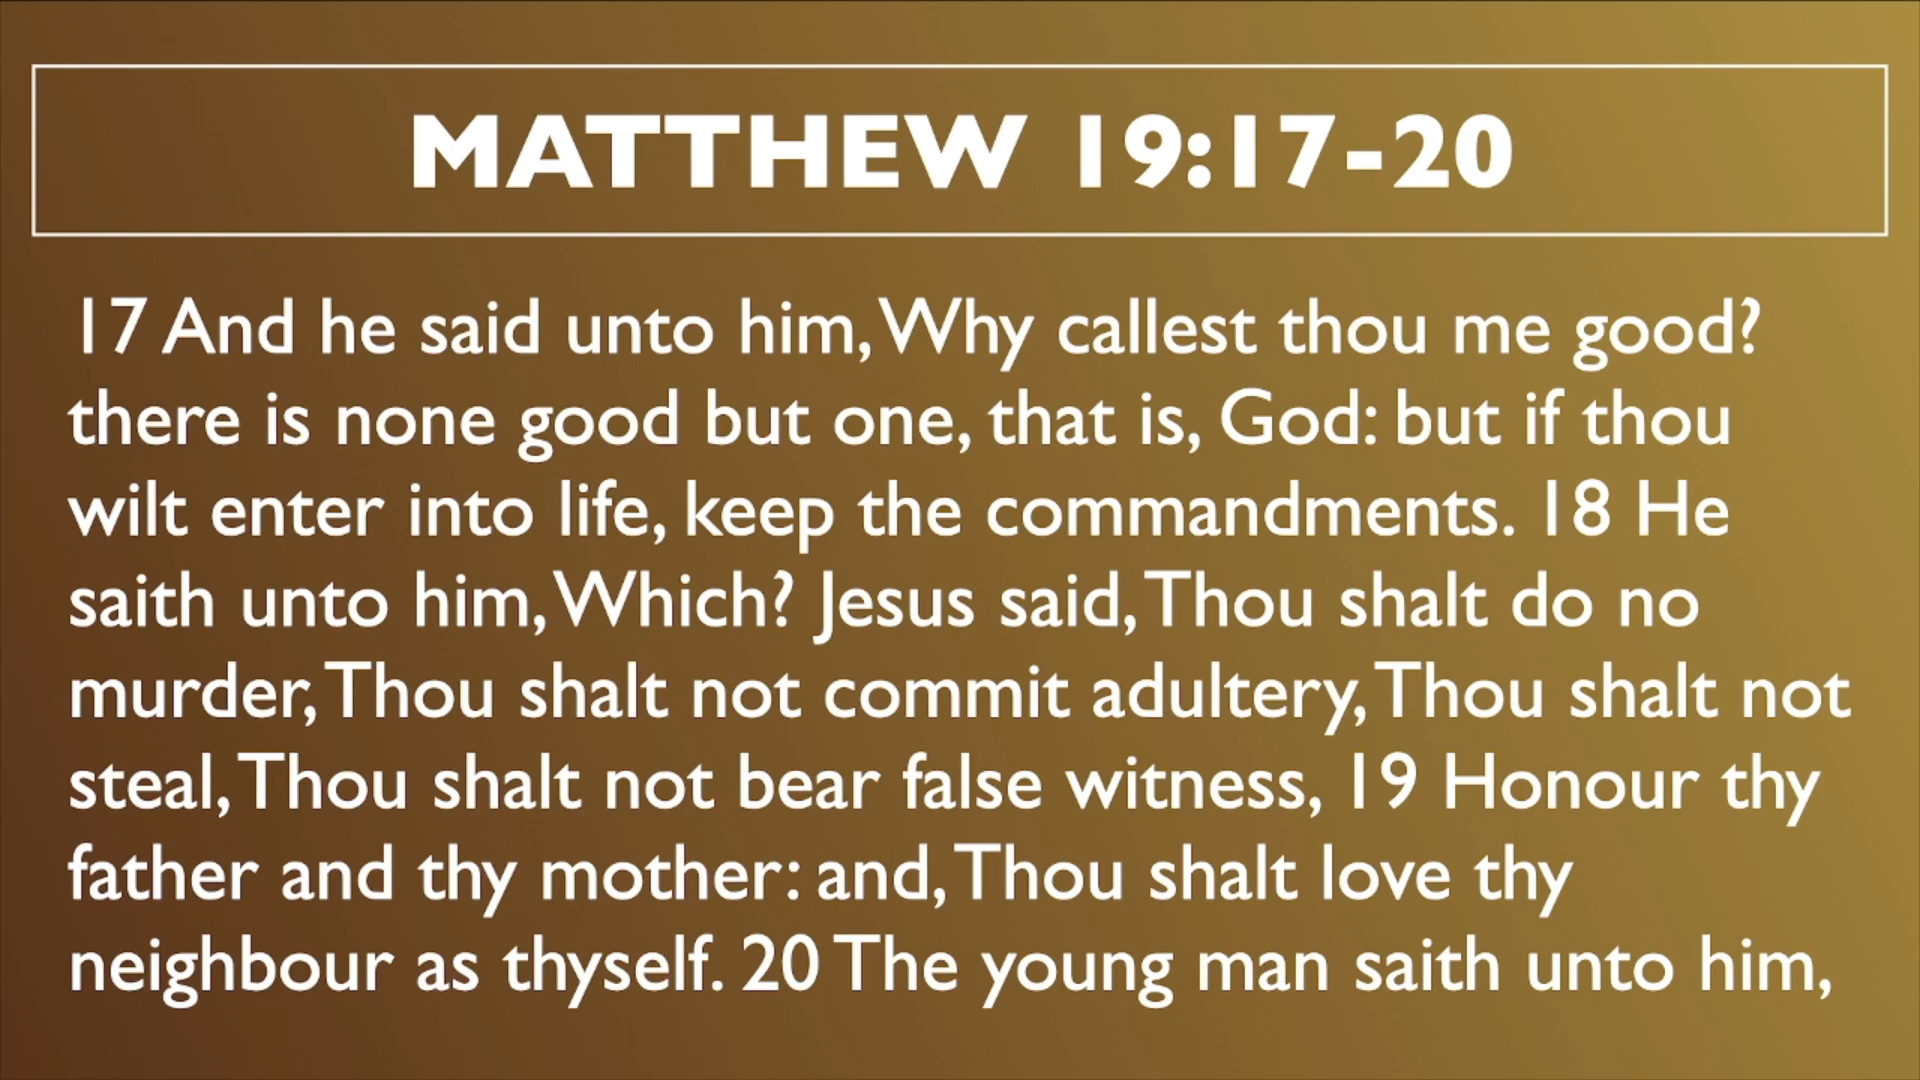 MATTHEW 19:17-20
17 And he said unto him, Why callest thou me good?
there is none good but one, that is, God: but if thou
wilt enter into life, keep the commandments. 18 He
saith unto him, Which? Jesus said, Thou shalt do no
murder, Thou shalt not commit adultery, Thou shalt not
steal, Thou shalt not bear false witness, 19 Honour thy
father and thy mother: and, Thou shalt love thy
neighbour as thyself. 20 The young man saith unto him,